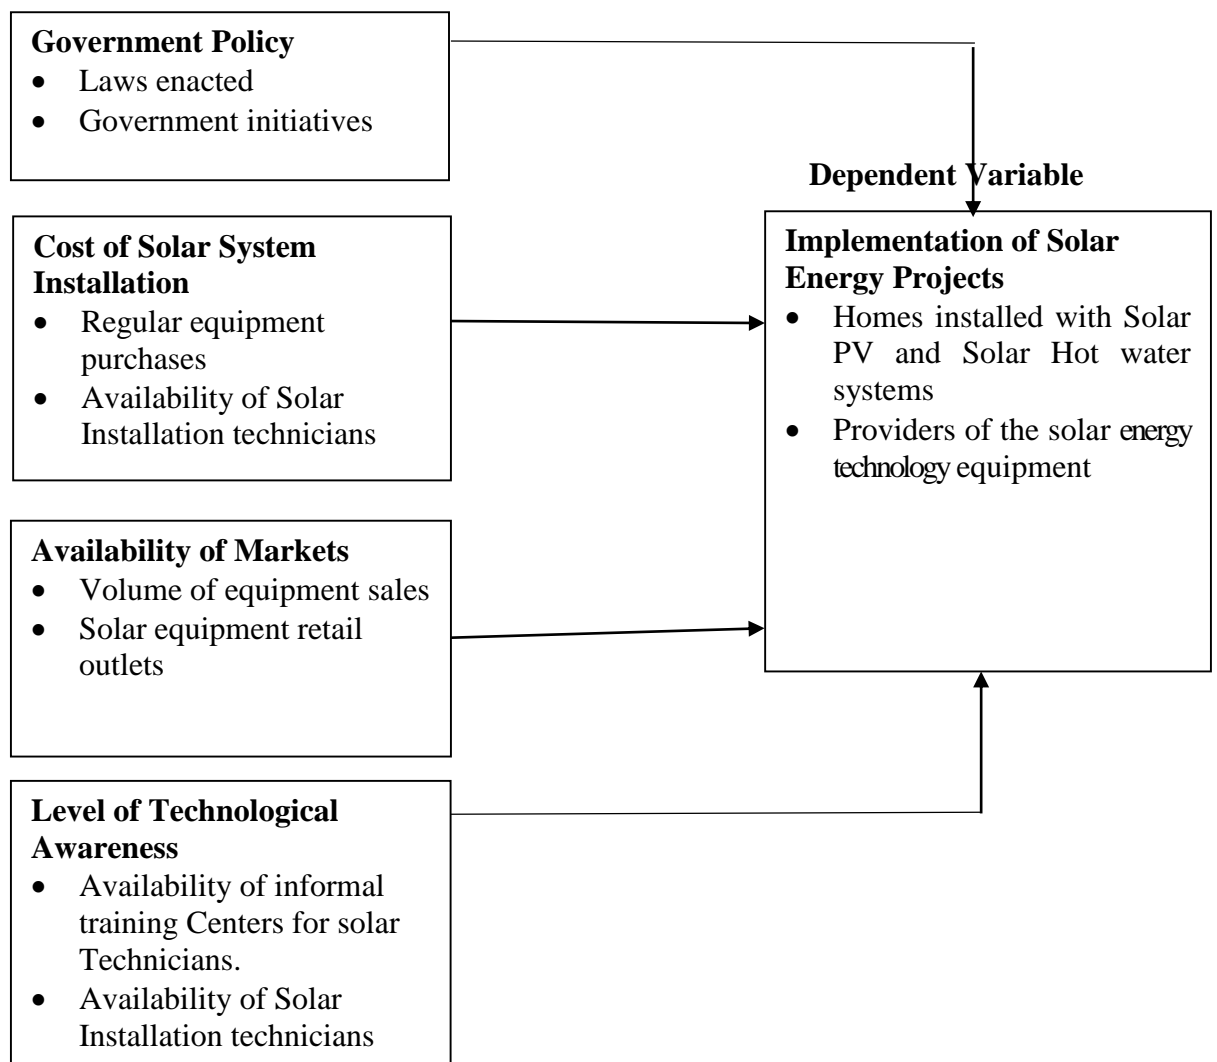 Government Policy
• Laws enacted
• Government initiatives
Cost of Solar System
Installation
• Regular equipment
purchases
• Availability of Solar
Installation technicians
Availability of Markets
• Volume of equipment sales
• Solar equipment retail
outlets
Level of Technological
Awareness
• Availability of informal
training Centers for solar
Technicians.
• Availability of Solar
Installation technicians
Dependent Variable
Implementation of Solar
Energy Projects
• Homes installed with Solar
PV and Solar Hot water
systems
• Providers of the solar energy
technology equipment